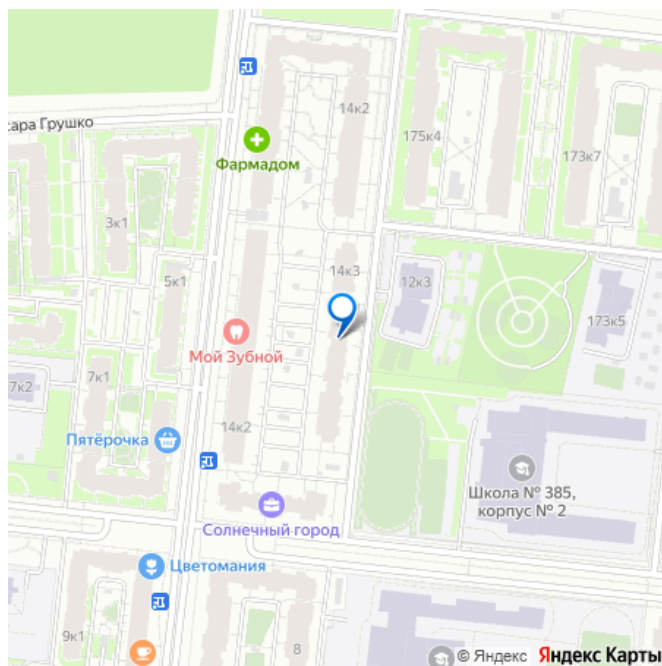 14к2
175к4
173к7
сара Грушко
Фармадом
3к1
5к1
14к3
12к3
173к5
Мой Зубной
7к2
7к1
14к2
Пятёрочка
Школа № 385,
корпус № 2
Солнечный город
Цветомания
9к1
8
© Яндекс Яндекс Карты